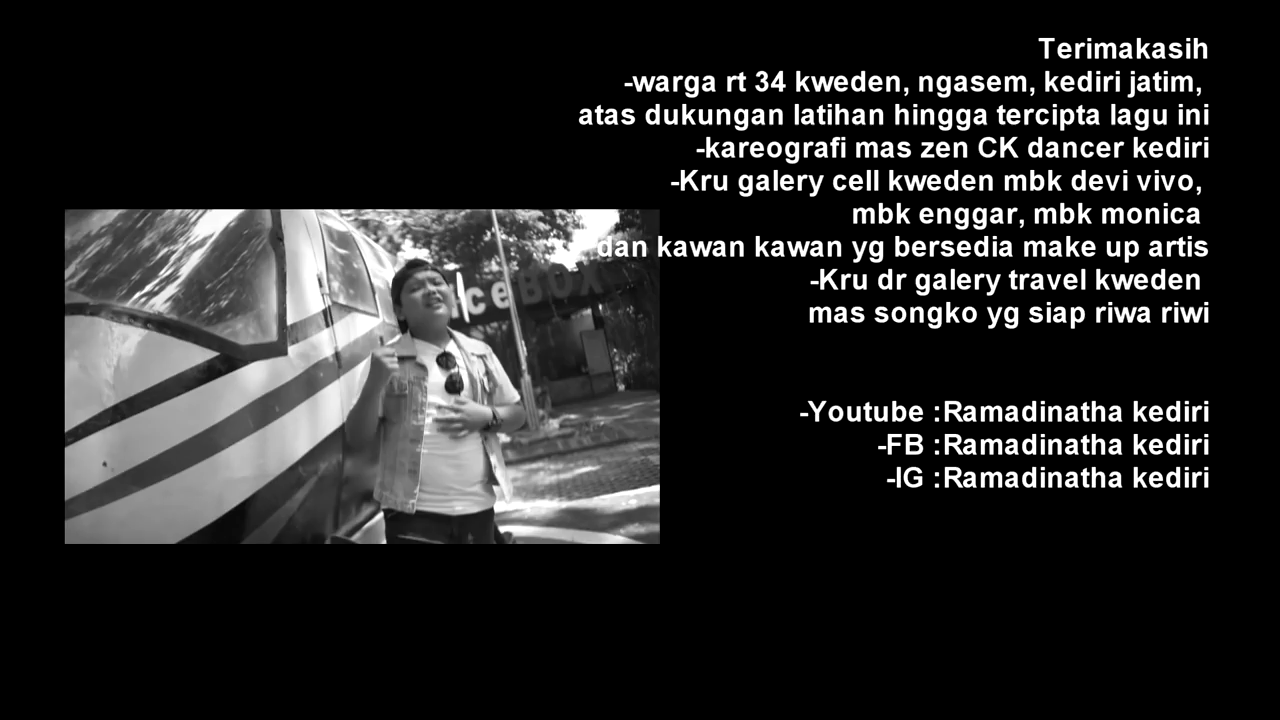 Terimakasih
-warga rt 34 kweden, ngasem, kediri jatim,
atas dukungan latihan hingga tercipta lagu ini
-kareografi mas zen CK dancer kediri
-Kru galery cell kweden mbk devi vivo,
mbk enggar, mbk monica
dan kawan kawan yg bersedia make up artis
-Kru dr galery travel kweden
mas songko yg siap riwa riwi
-Youtube :Ramadinatha kediri
-FB :Ramadinatha kediri
-IG :Ramadinatha kediri
iceBOX